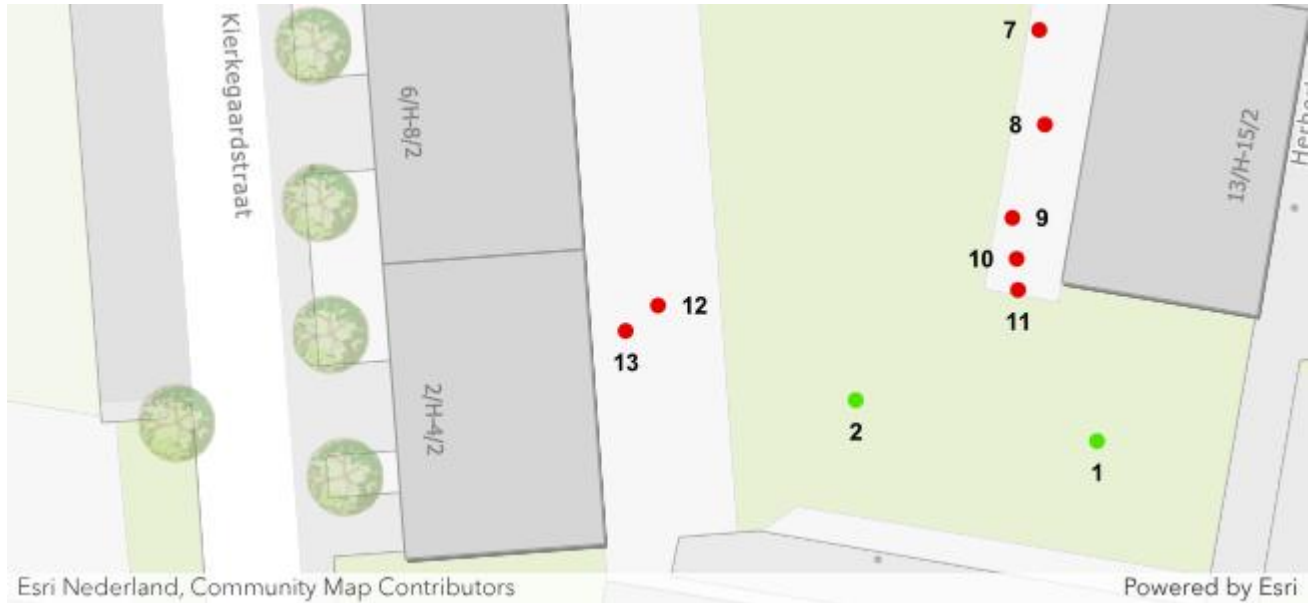 Kierkegaardstraat
6/H-8/2
2/H-4/2
13/H-15/2
7
8
9
10
11
12
13
2
1
Esri Nederland, Community Map Contributors
Powered by Esri